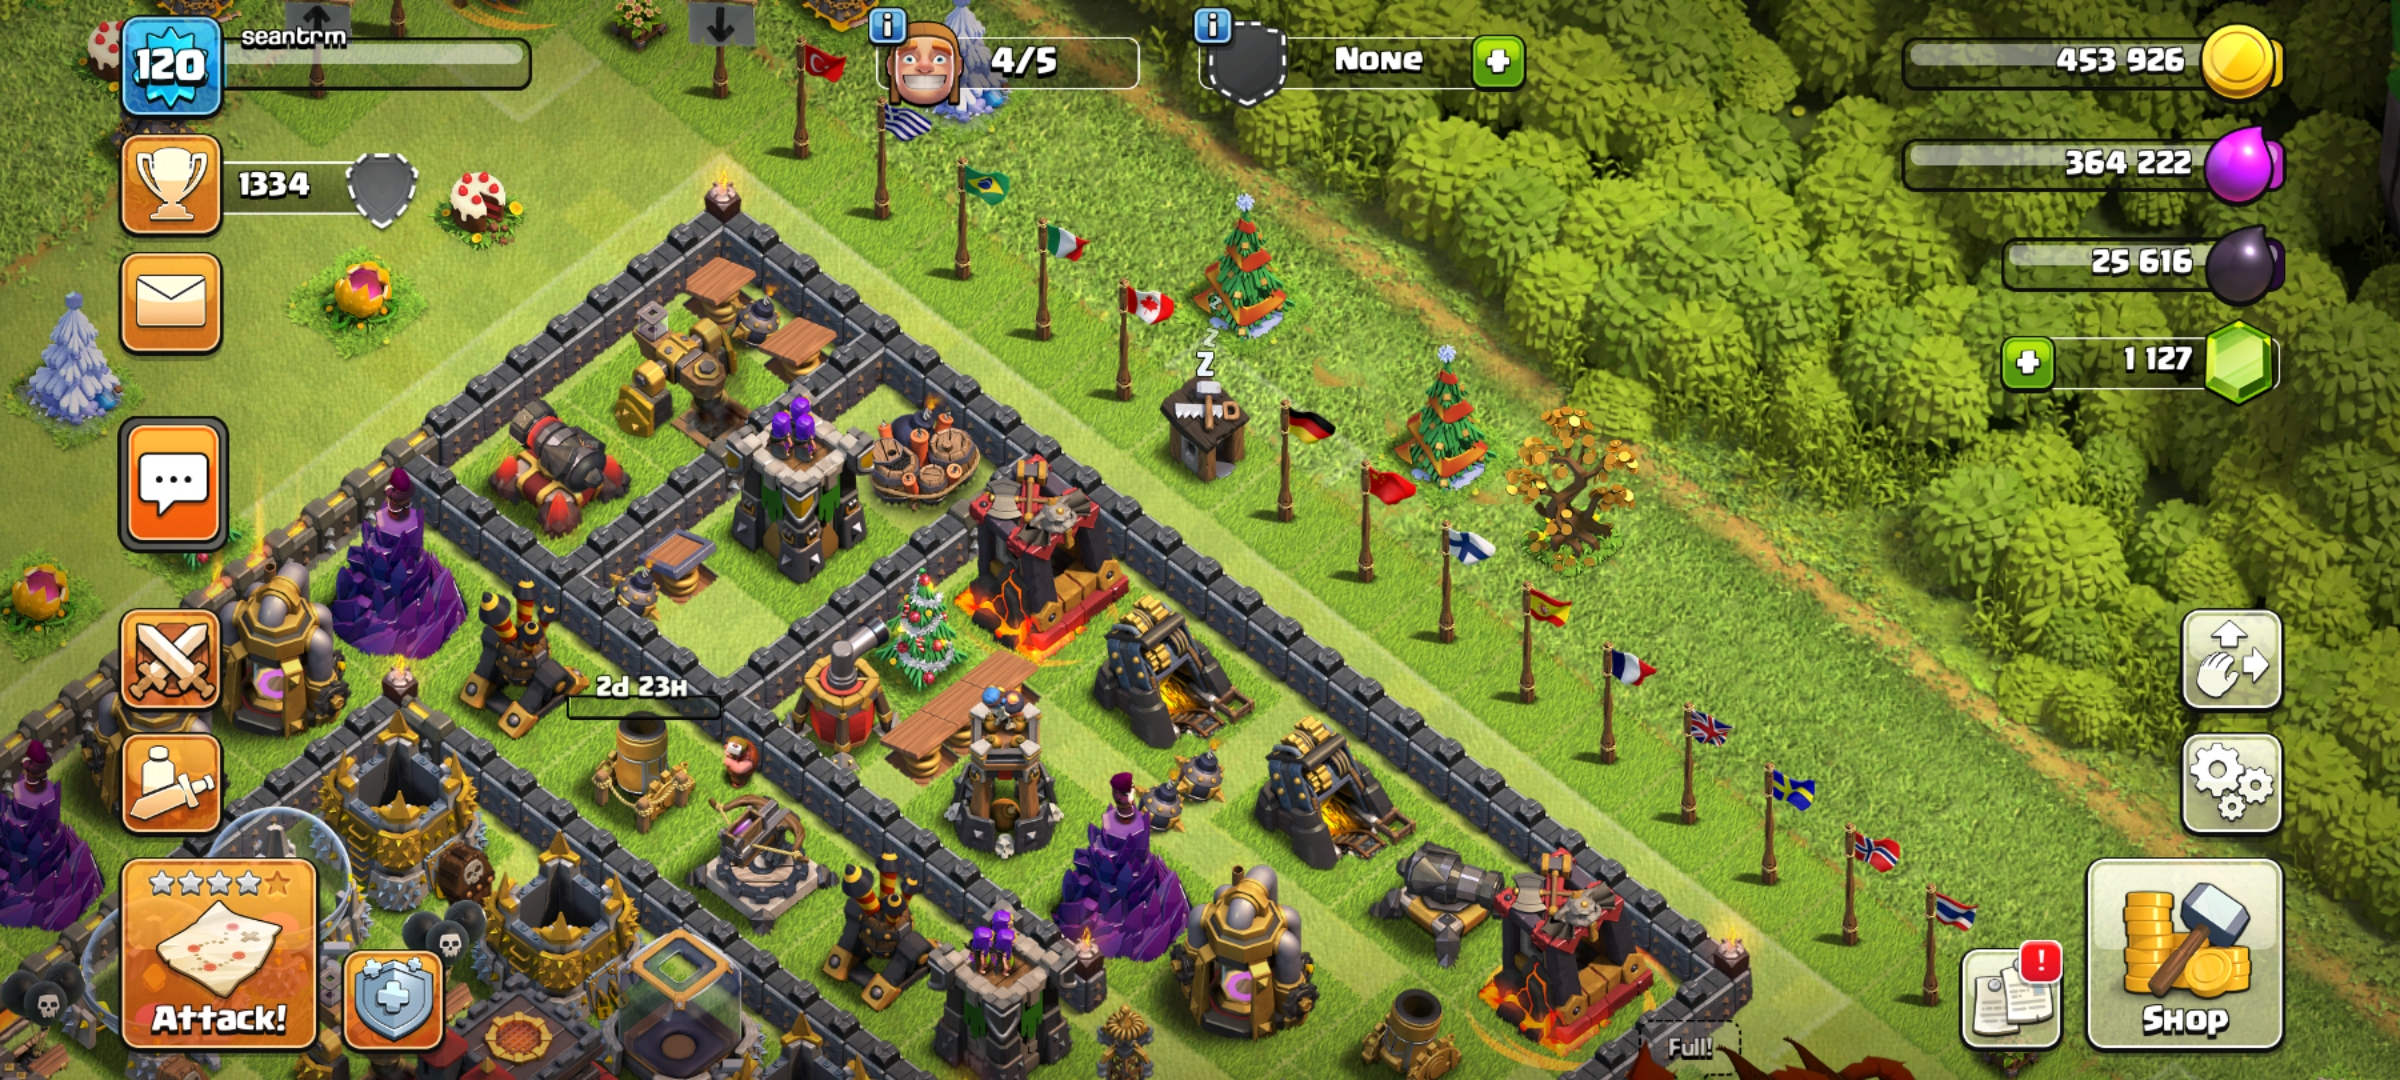 120
seantrm
4/5
None
453 926
1334
364 222
25 616
1 127
Z
Z
2d 23h
Attack!
Shop
Full!